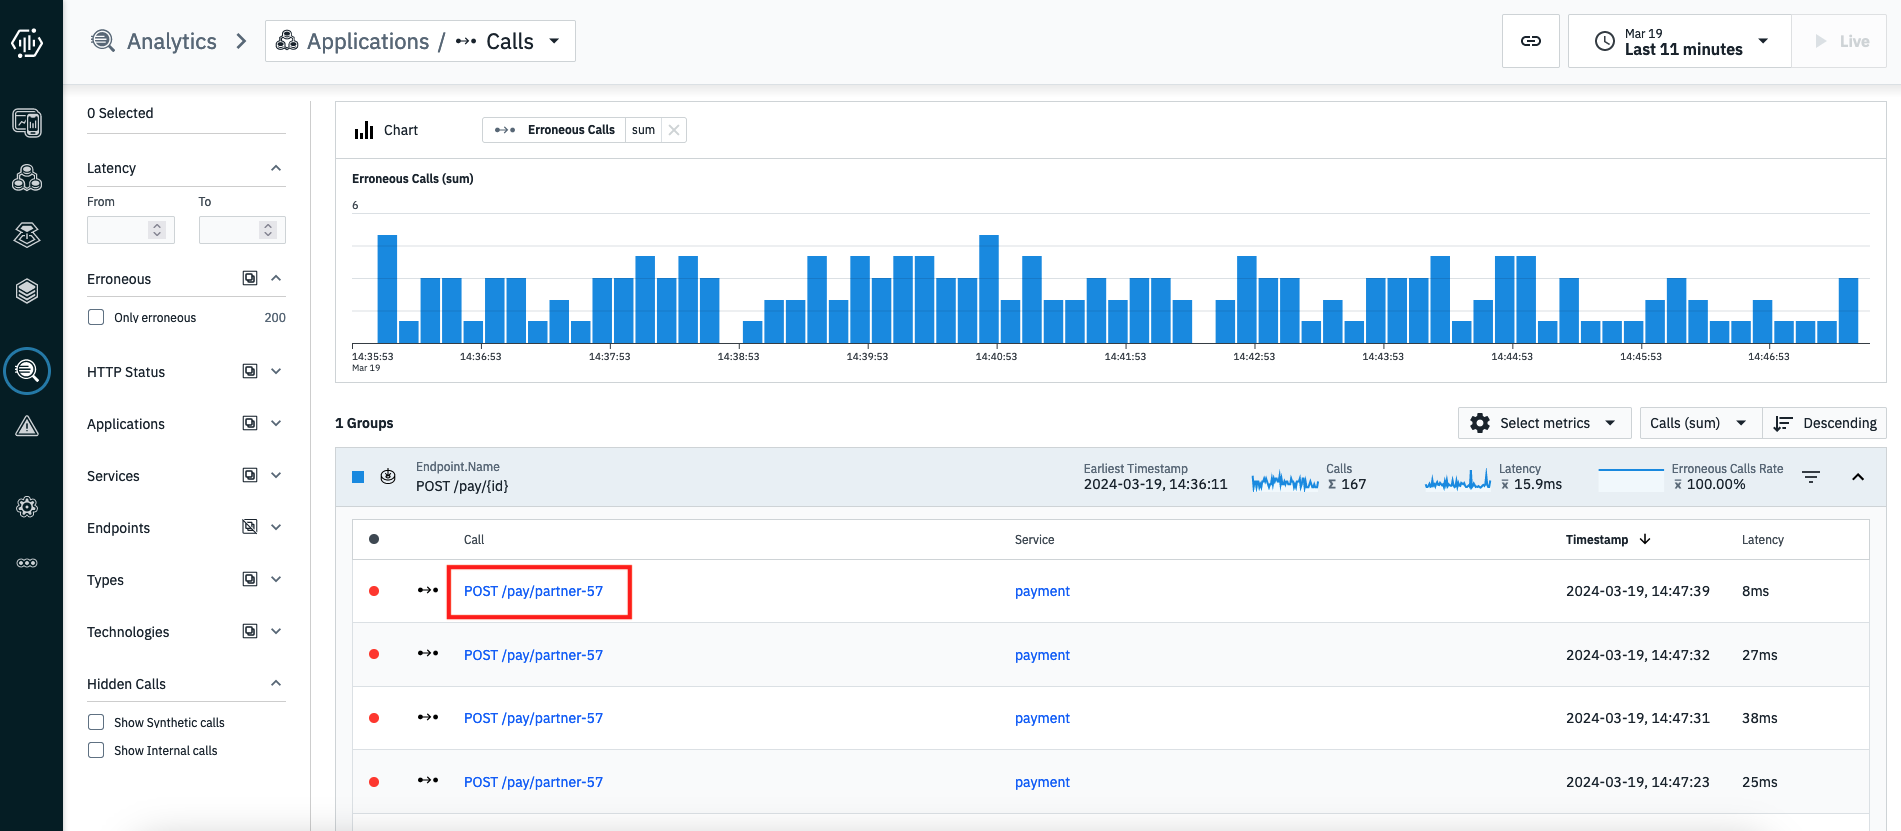 Analytics
Applications / Calls
Mar 19
Last 11 minutes
Live
0 Selected
Latency
From To
Erroneous
Only erroneous 200
HTTP Status
Applications
Services
Endpoints
Types
Technologies
Hidden Calls
Show Synthetic calls
Show Internal calls
Chart Erroneous Calls sum
Erroneous Calls (sum)
6
14:35:53 14:36:53 14:37:53 14:38:53 14:39:53 14:40:53 14:41:53 14:42:53 14:43:53 14:44:53 14:45:53 14:46:53
Mar 19
1 Groups
Select metrics Calls (sum) Descending
Endpoint.Name
POST /pay/{id}
Earliest Timestamp
2024-03-19, 14:36:11
Calls
Σ 167
Latency
x̅ 15.9ms
Erroneous Calls Rate
x̅ 100.00%
Call Service Timestamp Latency
POST /pay/partner-57 payment 2024-03-19, 14:47:39 8ms
POST /pay/partner-57 payment 2024-03-19, 14:47:32 27ms
POST /pay/partner-57 payment 2024-03-19, 14:47:31 38ms
POST /pay/partner-57 payment 2024-03-19, 14:47:23 25ms